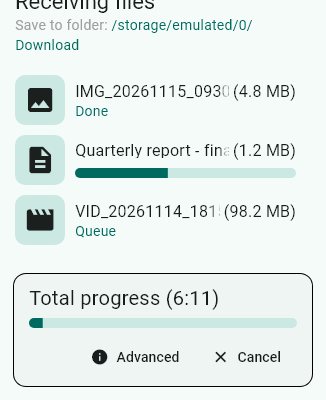 Receiving files
Save to folder: /storage/emulated/0/
Download
IMG_20261115_0930 (4.8 MB)
Done
Quarterly report - fina (1.2 MB)
VID_20261114_181 (98.2 MB)
Queue
Total progress (6:11)
Advanced Cancel